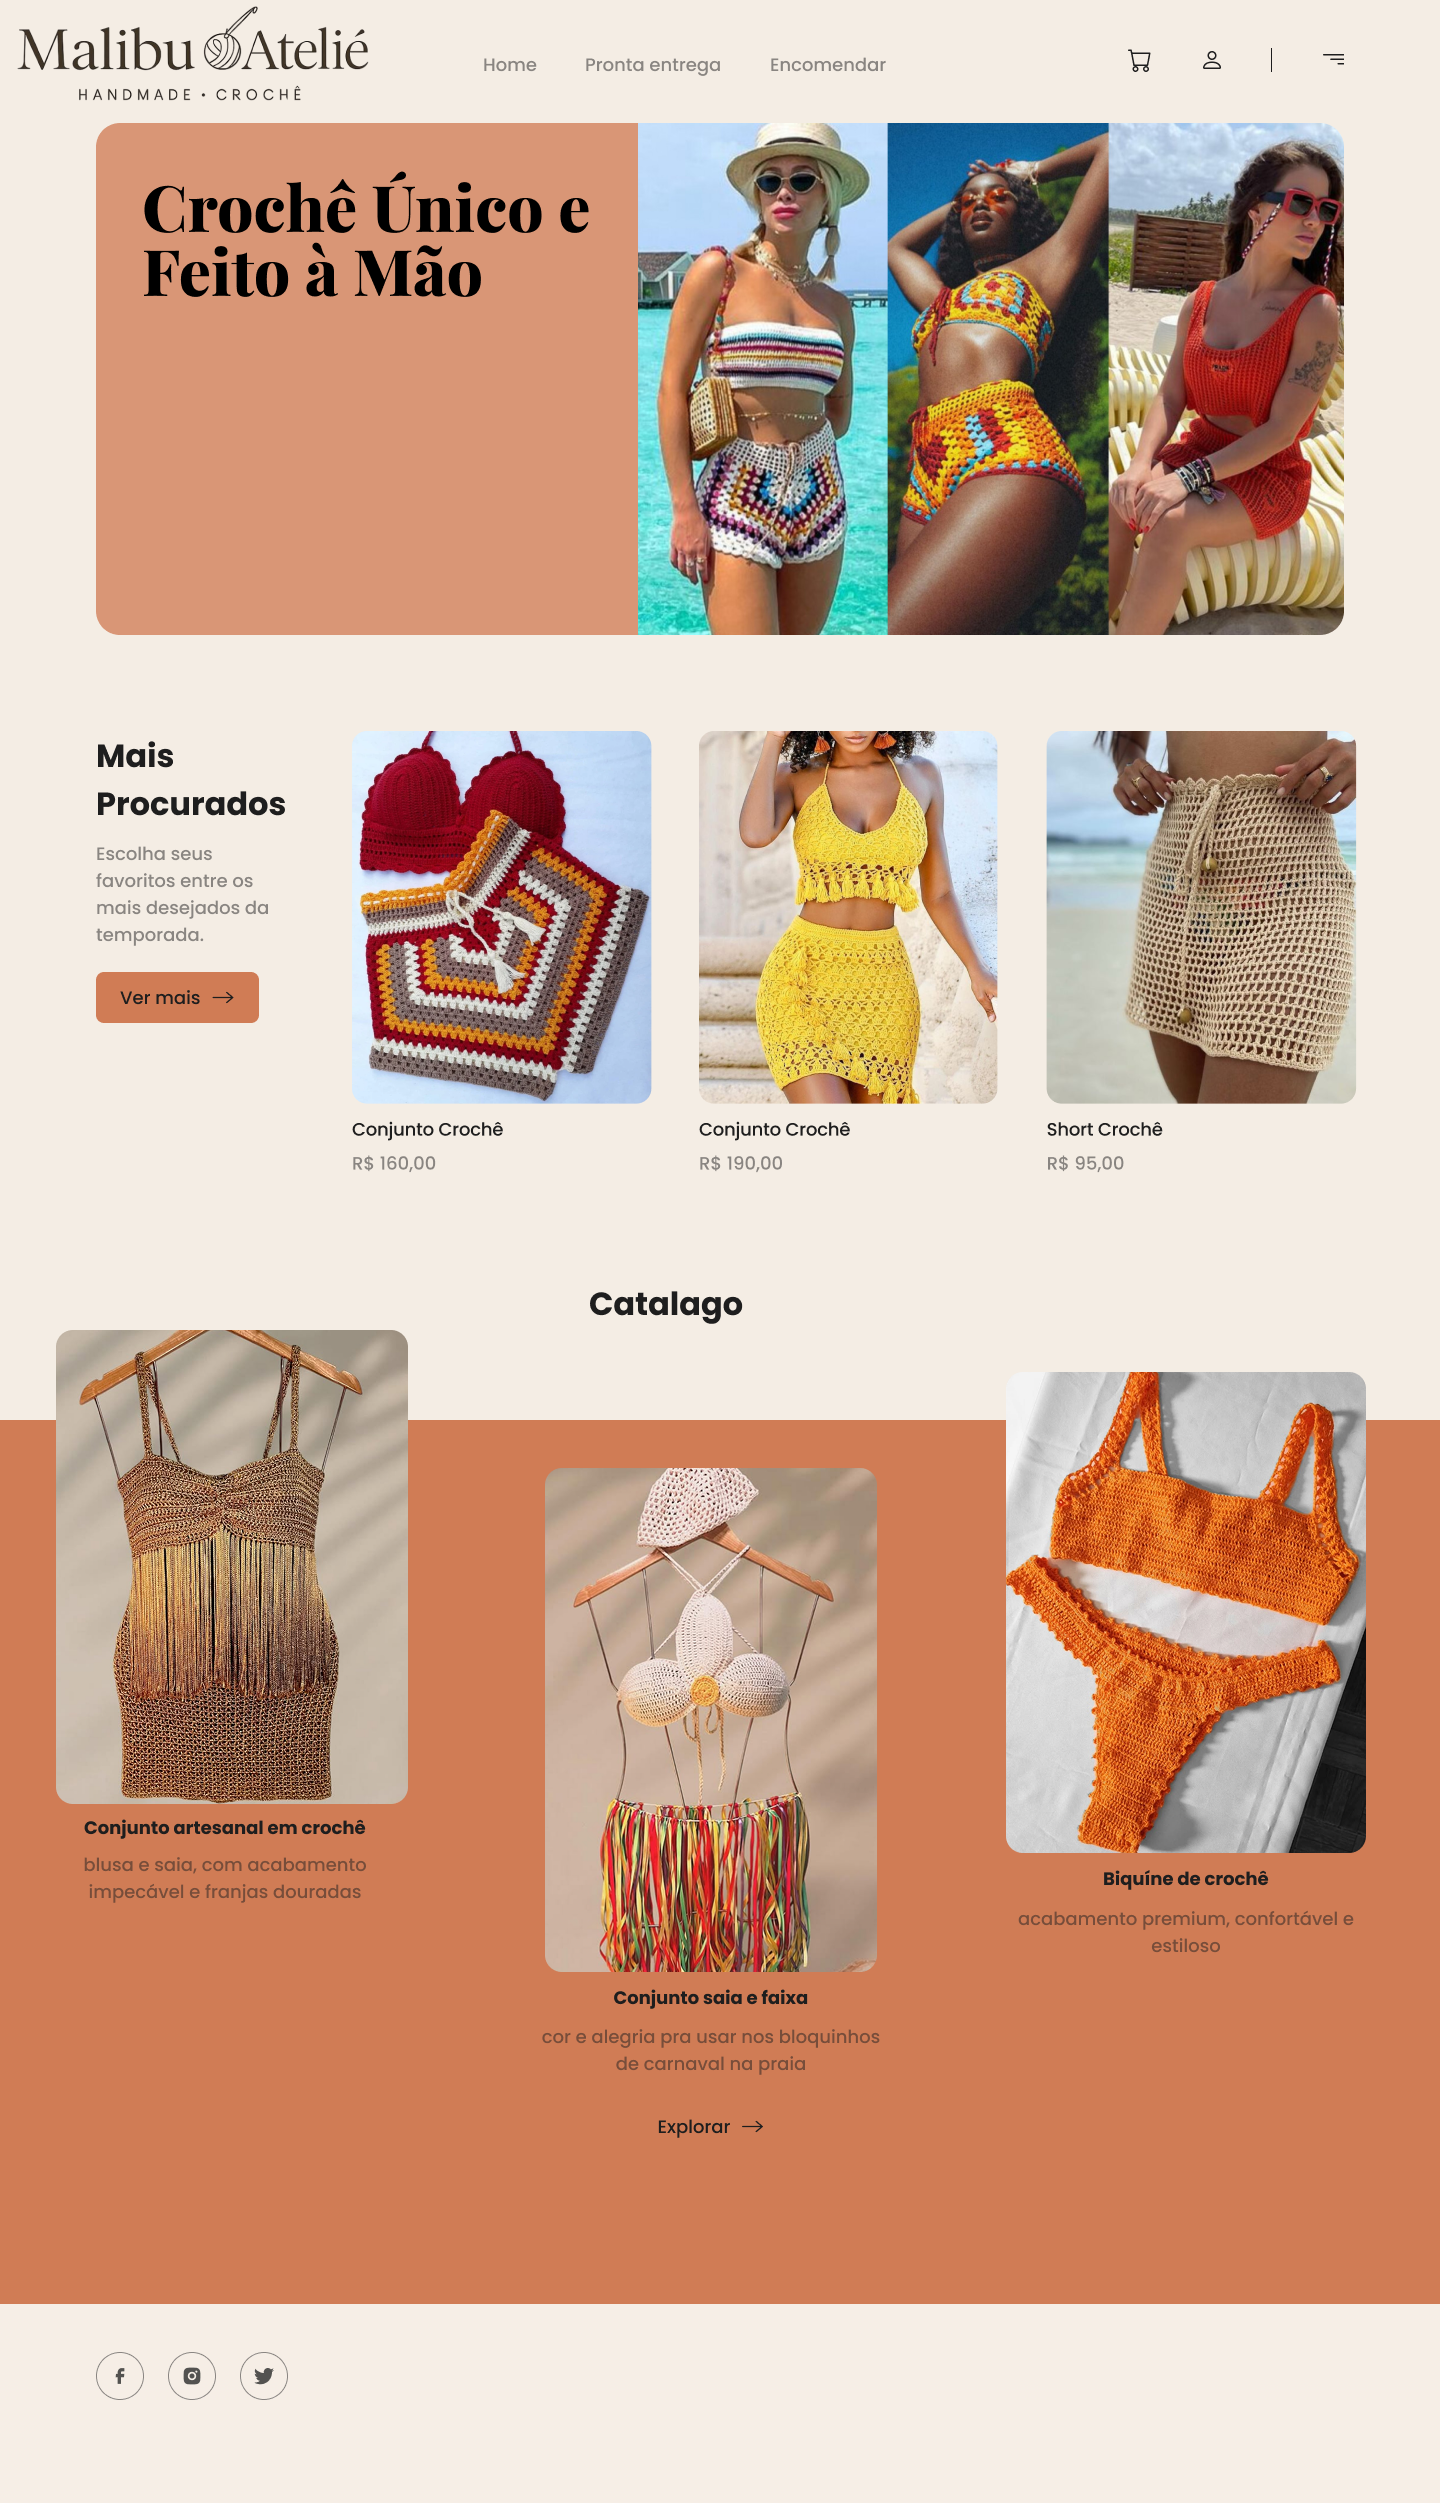 Malibu Atelié
HANDMADE • CROCHÊ
Home
Pronta entrega
Encomendar
Crochê Único e
Feito à Mão
Mais
Procurados
Escolha seus
favoritos entre os
mais desejados da
temporada.
Ver mais
Conjunto Crochê
R$ 160,00
Conjunto Crochê
R$ 190,00
Short Crochê
R$ 95,00
Catalago
Conjunto artesanal em crochê
blusa e saia, com acabamento
impecável e franjas douradas
Conjunto saia e faixa
cor e alegria pra usar nos bloquinhos
de carnaval na praia
Explorar
Biquíne de crochê
acabamento premium, confortável e
estiloso